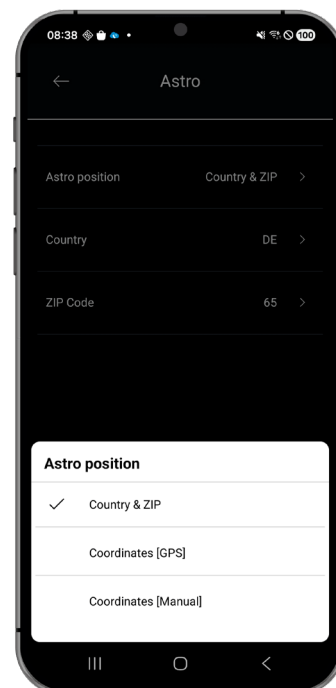 08:38 100
Astro
Astro position Country & ZIP
Country DE
ZIP Code 65
Astro position
Country & ZIP
Coordinates [GPS]
Coordinates [Manual]